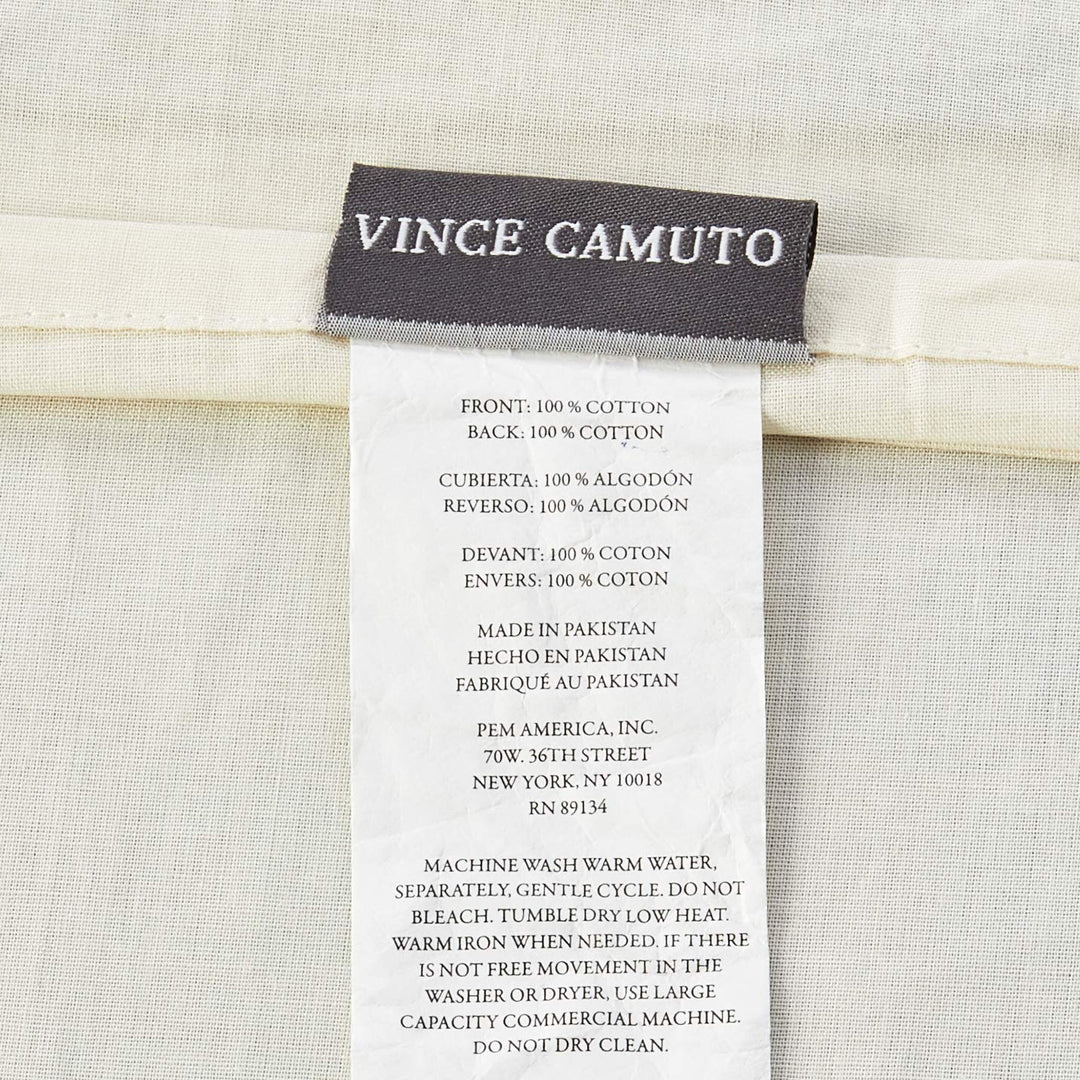 VINCE CAMUTO
FRONT: 100 % COTTON
BACK: 100 % COTTON
CUBIERTA: 100 % ALGODÓN
REVERSO: 100 % ALGODÓN
DEVANT: 100 % COTON
ENVERS: 100 % COTON
MADE IN PAKISTAN
HECHO EN PAKISTAN
FABRIQUÉ AU PAKISTAN
PEM AMERICA, INC.
70W. 36TH STREET
NEW YORK, NY 10018
RN 89134
MACHINE WASH WARM WATER,
SEPARATELY, GENTLE CYCLE. DO NOT
BLEACH. TUMBLE DRY LOW HEAT.
WARM IRON WHEN NEEDED. IF THERE
IS NOT FREE MOVEMENT IN THE
WASHER OR DRYER, USE LARGE
CAPACITY COMMERCIAL MACHINE.
DO NOT DRY CLEAN.